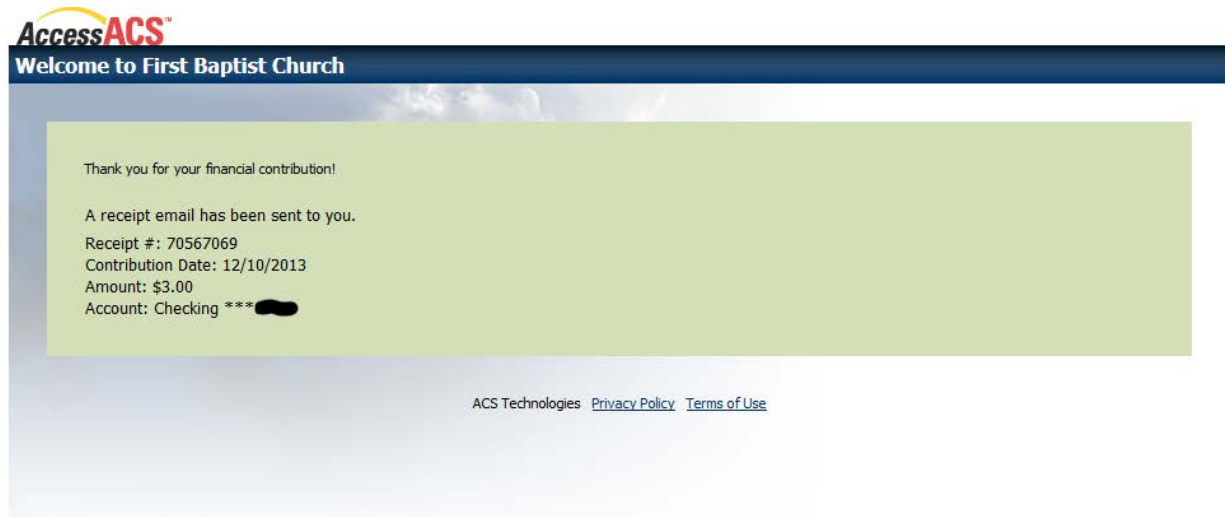 AccessACS™
Welcome to First Baptist Church
Thank you for your financial contribution!
A receipt email has been sent to you.
Receipt #: 70567069
Contribution Date: 12/10/2013
Amount: $3.00
Account: Checking ***
ACS Technologies Privacy Policy Terms of Use